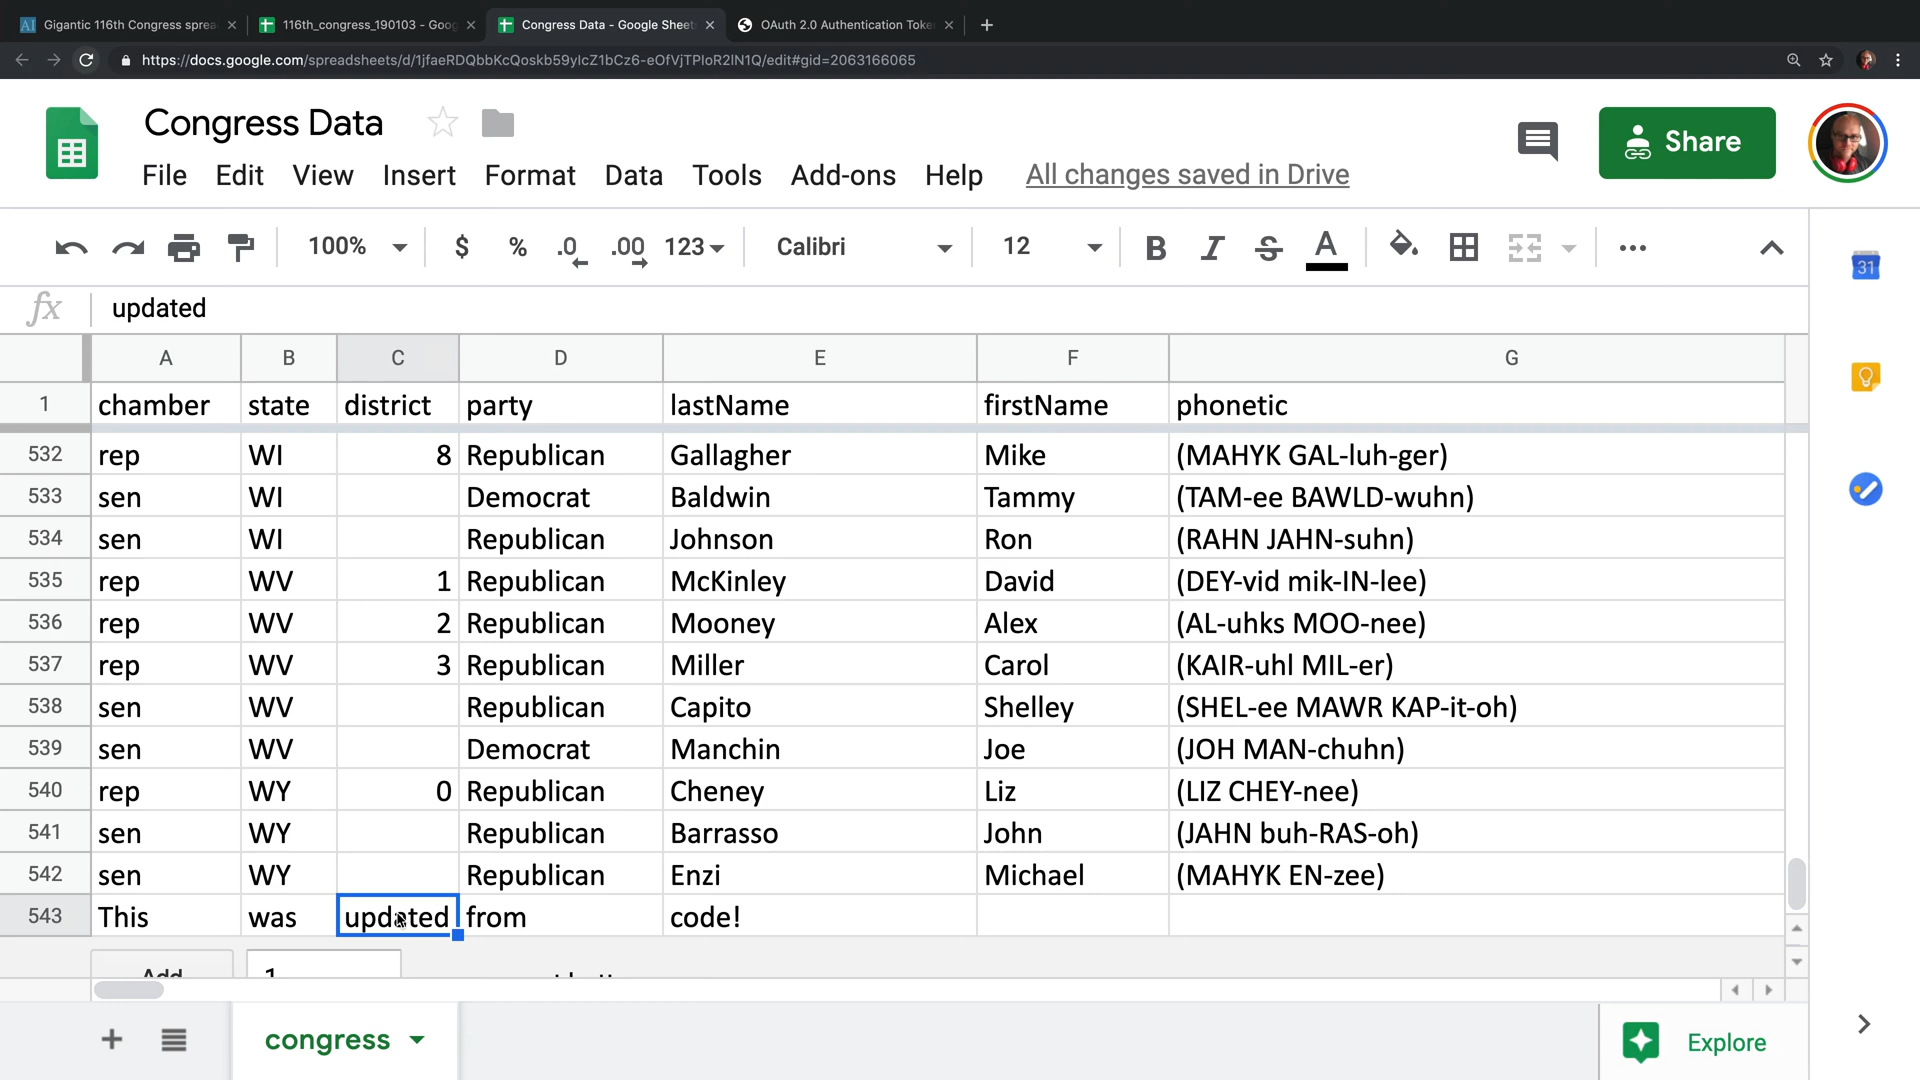 Gigantic 116th Congress sprea
116th_congress_190103 - Goog
Congress Data - Google Sheets
OAuth 2.0 Authentication Toke
https://docs.google.com/spreadsheets/d/1jfaeRDQbbKcQoskb59ylcZ1bCz6-eOfVjTPIoR2lN1Q/edit#gid=2063166065
Congress Data
Share
File Edit View Insert Format Data Tools Add-ons Help All changes saved in Drive
100% $ % .0 .00 123 Calibri 12 B I S A
31
fx updated
A B C D E F G
1 chamber state district party lastName firstName phonetic
532 rep WI 8 Republican Gallagher Mike (MAHYK GAL-luh-ger)
533 sen WI Democrat Baldwin Tammy (TAM-ee BAWLD-wuhn)
534 sen WI Republican Johnson Ron (RAHN JAHN-suhn)
535 rep WV 1 Republican McKinley David (DEY-vid mik-IN-lee)
536 rep WV 2 Republican Mooney Alex (AL-uhks MOO-nee)
537 rep WV 3 Republican Miller Carol (KAIR-uhl MIL-er)
538 sen WV Republican Capito Shelley (SHEL-ee MAWR KAP-it-oh)
539 sen WV Democrat Manchin Joe (JOH MAN-chuhn)
540 rep WY 0 Republican Cheney Liz (LIZ CHEY-nee)
541 sen WY Republican Barrasso John (JAHN buh-RAS-oh)
542 sen WY Republican Enzi Michael (MAHYK EN-zee)
543 This was updated from code!
Add 1
congress
Explore